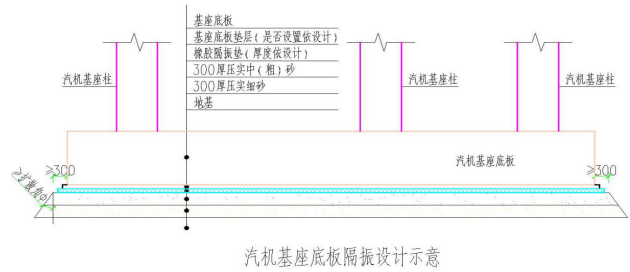 基座底板
基座底板垫层(是否设置依设计)
橡胶隔振垫(厚度依设计)
300厚压实中(粗)砂
300厚压实细砂
地基
汽机基座柱
汽机基座柱
汽机基座柱
汽机基座底板
≥300
≥300
≥扩散角Φ
汽机基座底板隔振设计示意